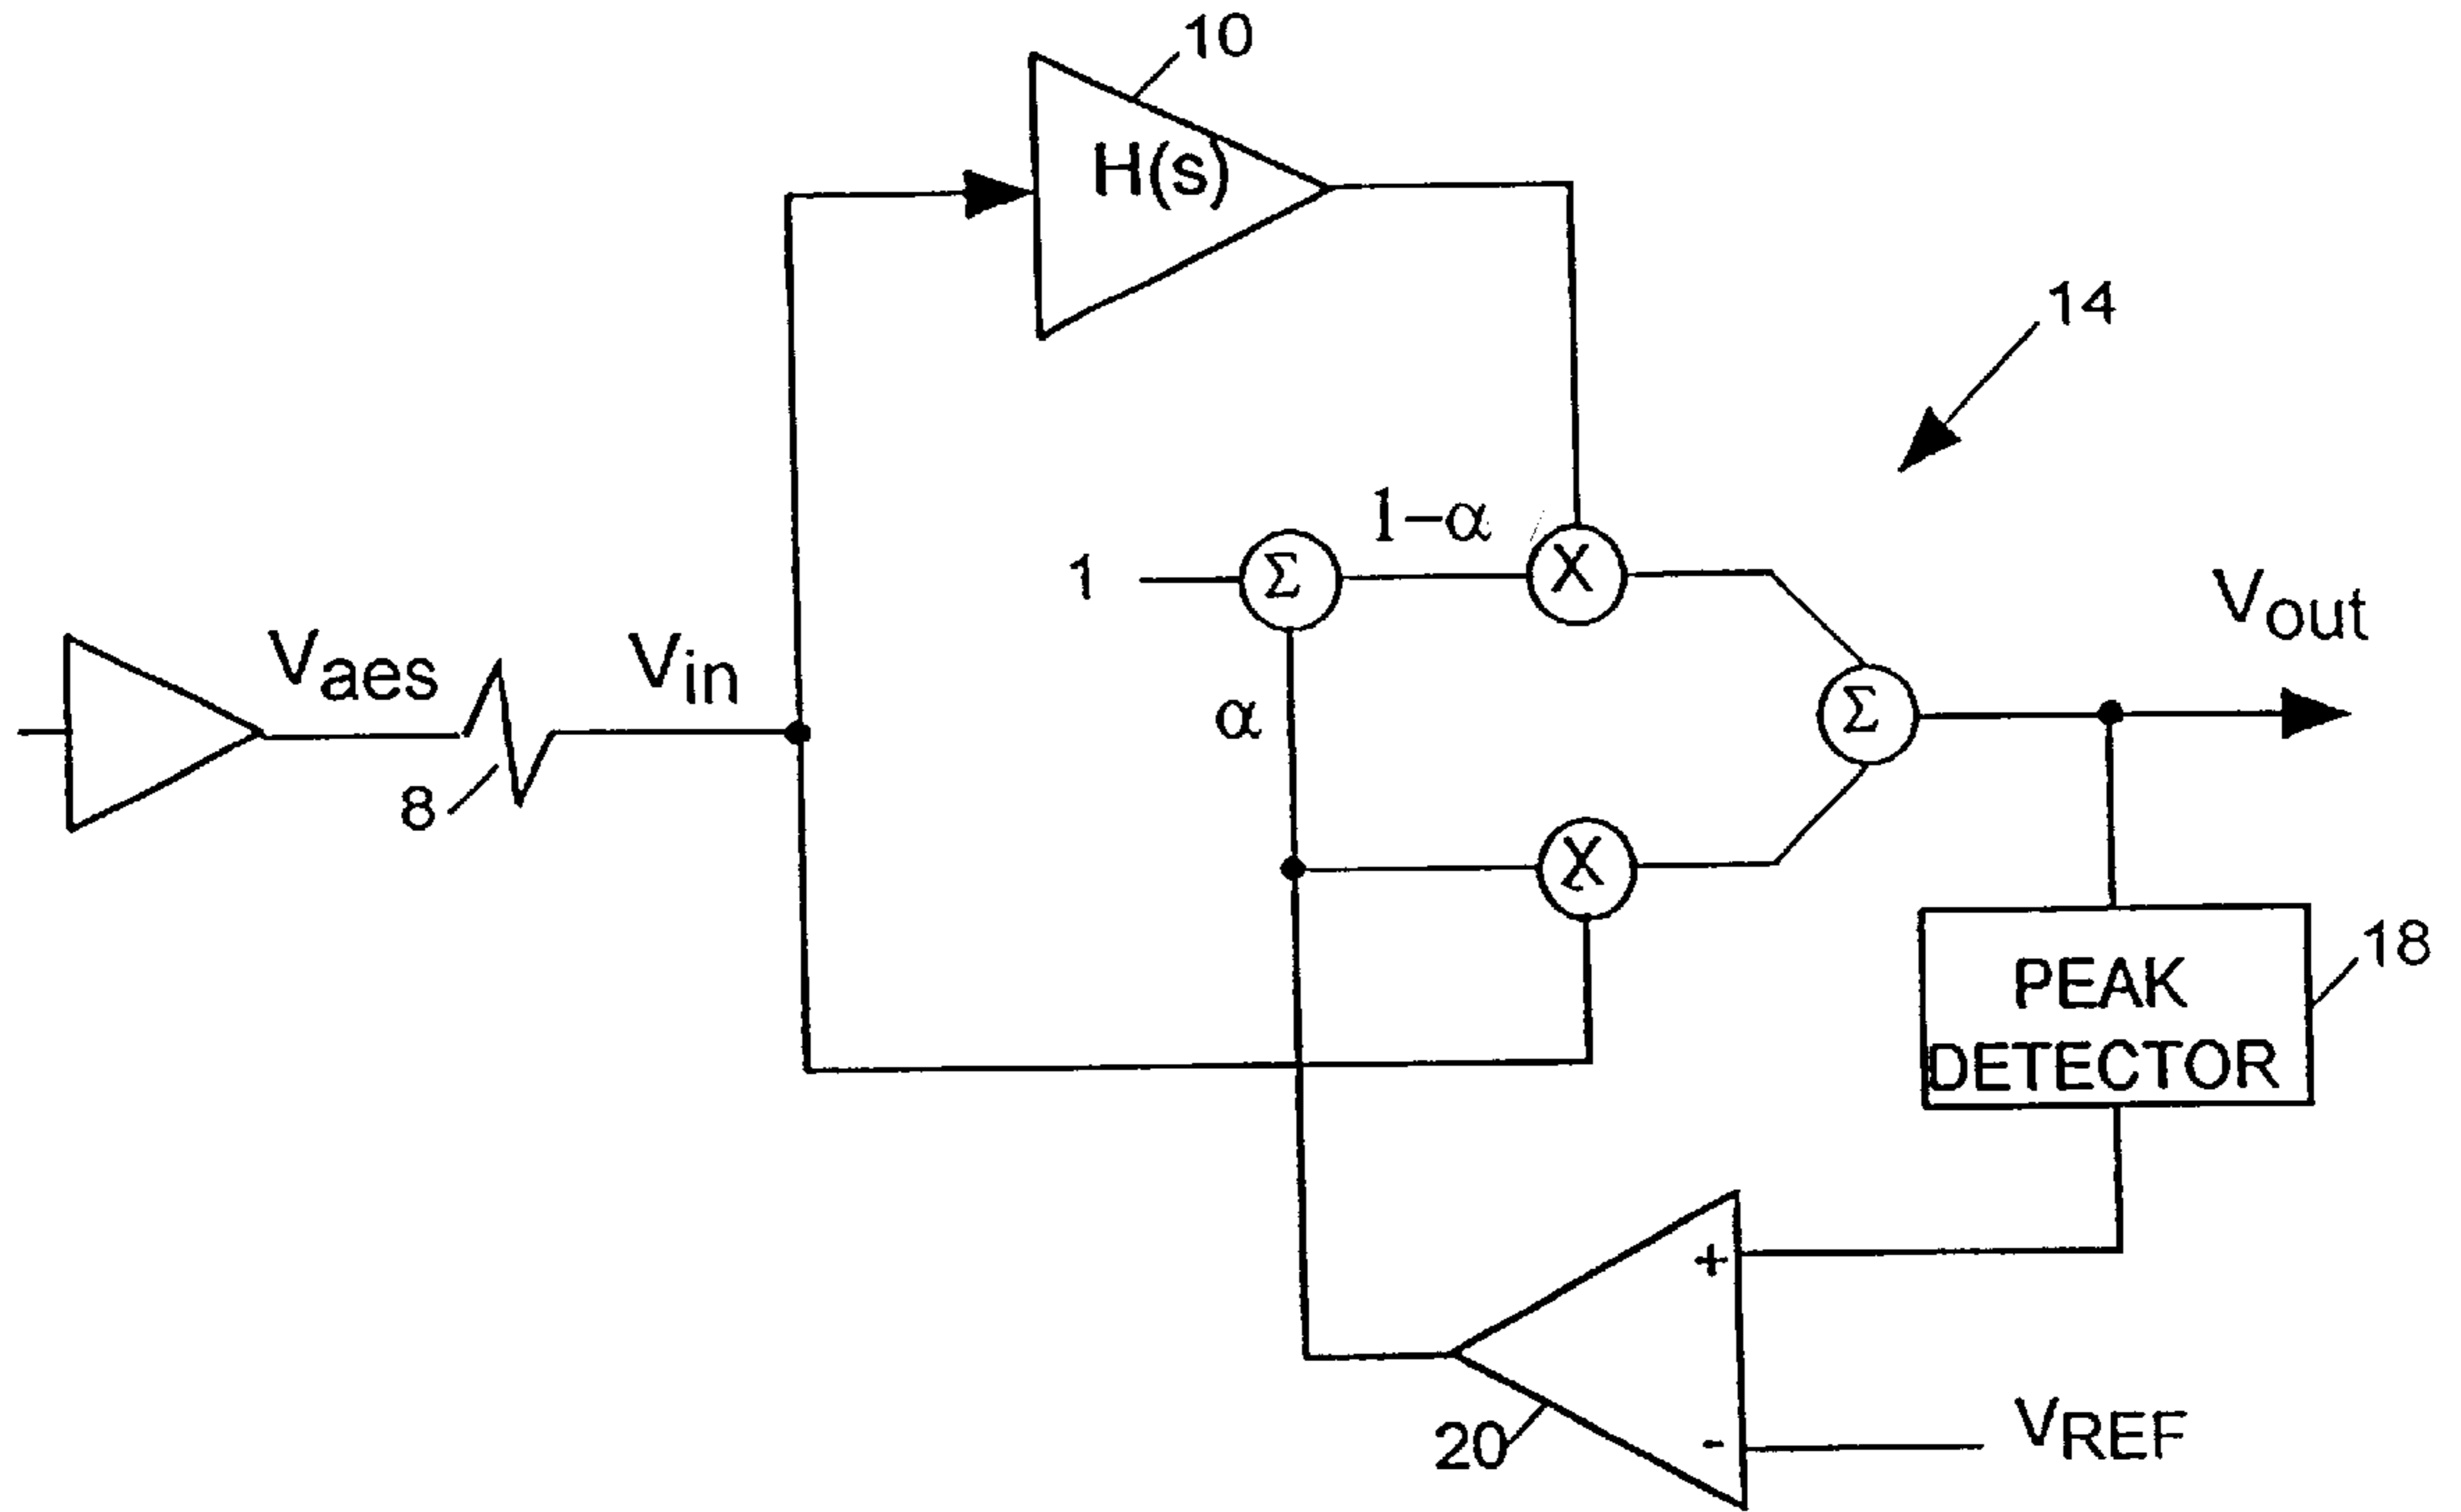 10
H(s)
14
1-α
1
Σ
X
Vout
Vaes
Vin
Σ
α
8
X
18
PEAK
DETECTOR
+
20
-
VREF